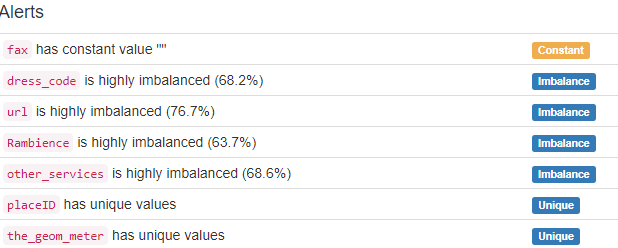 Alerts
fax has constant value "" Constant
dress_code is highly imbalanced (68.2%) Imbalance
url is highly imbalanced (76.7%) Imbalance
Rambience is highly imbalanced (63.7%) Imbalance
other_services is highly imbalanced (68.6%) Imbalance
placeID has unique values Unique
the_geom_meter has unique values Unique